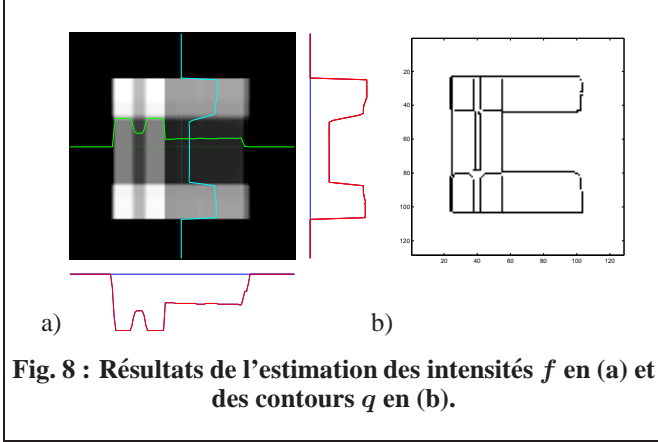 20
40
60
80
100
120
20 40 60 80 100 120
a) b)
Fig. 8 : Résultats de l'estimation des intensités f en (a) et
des contours q en (b).